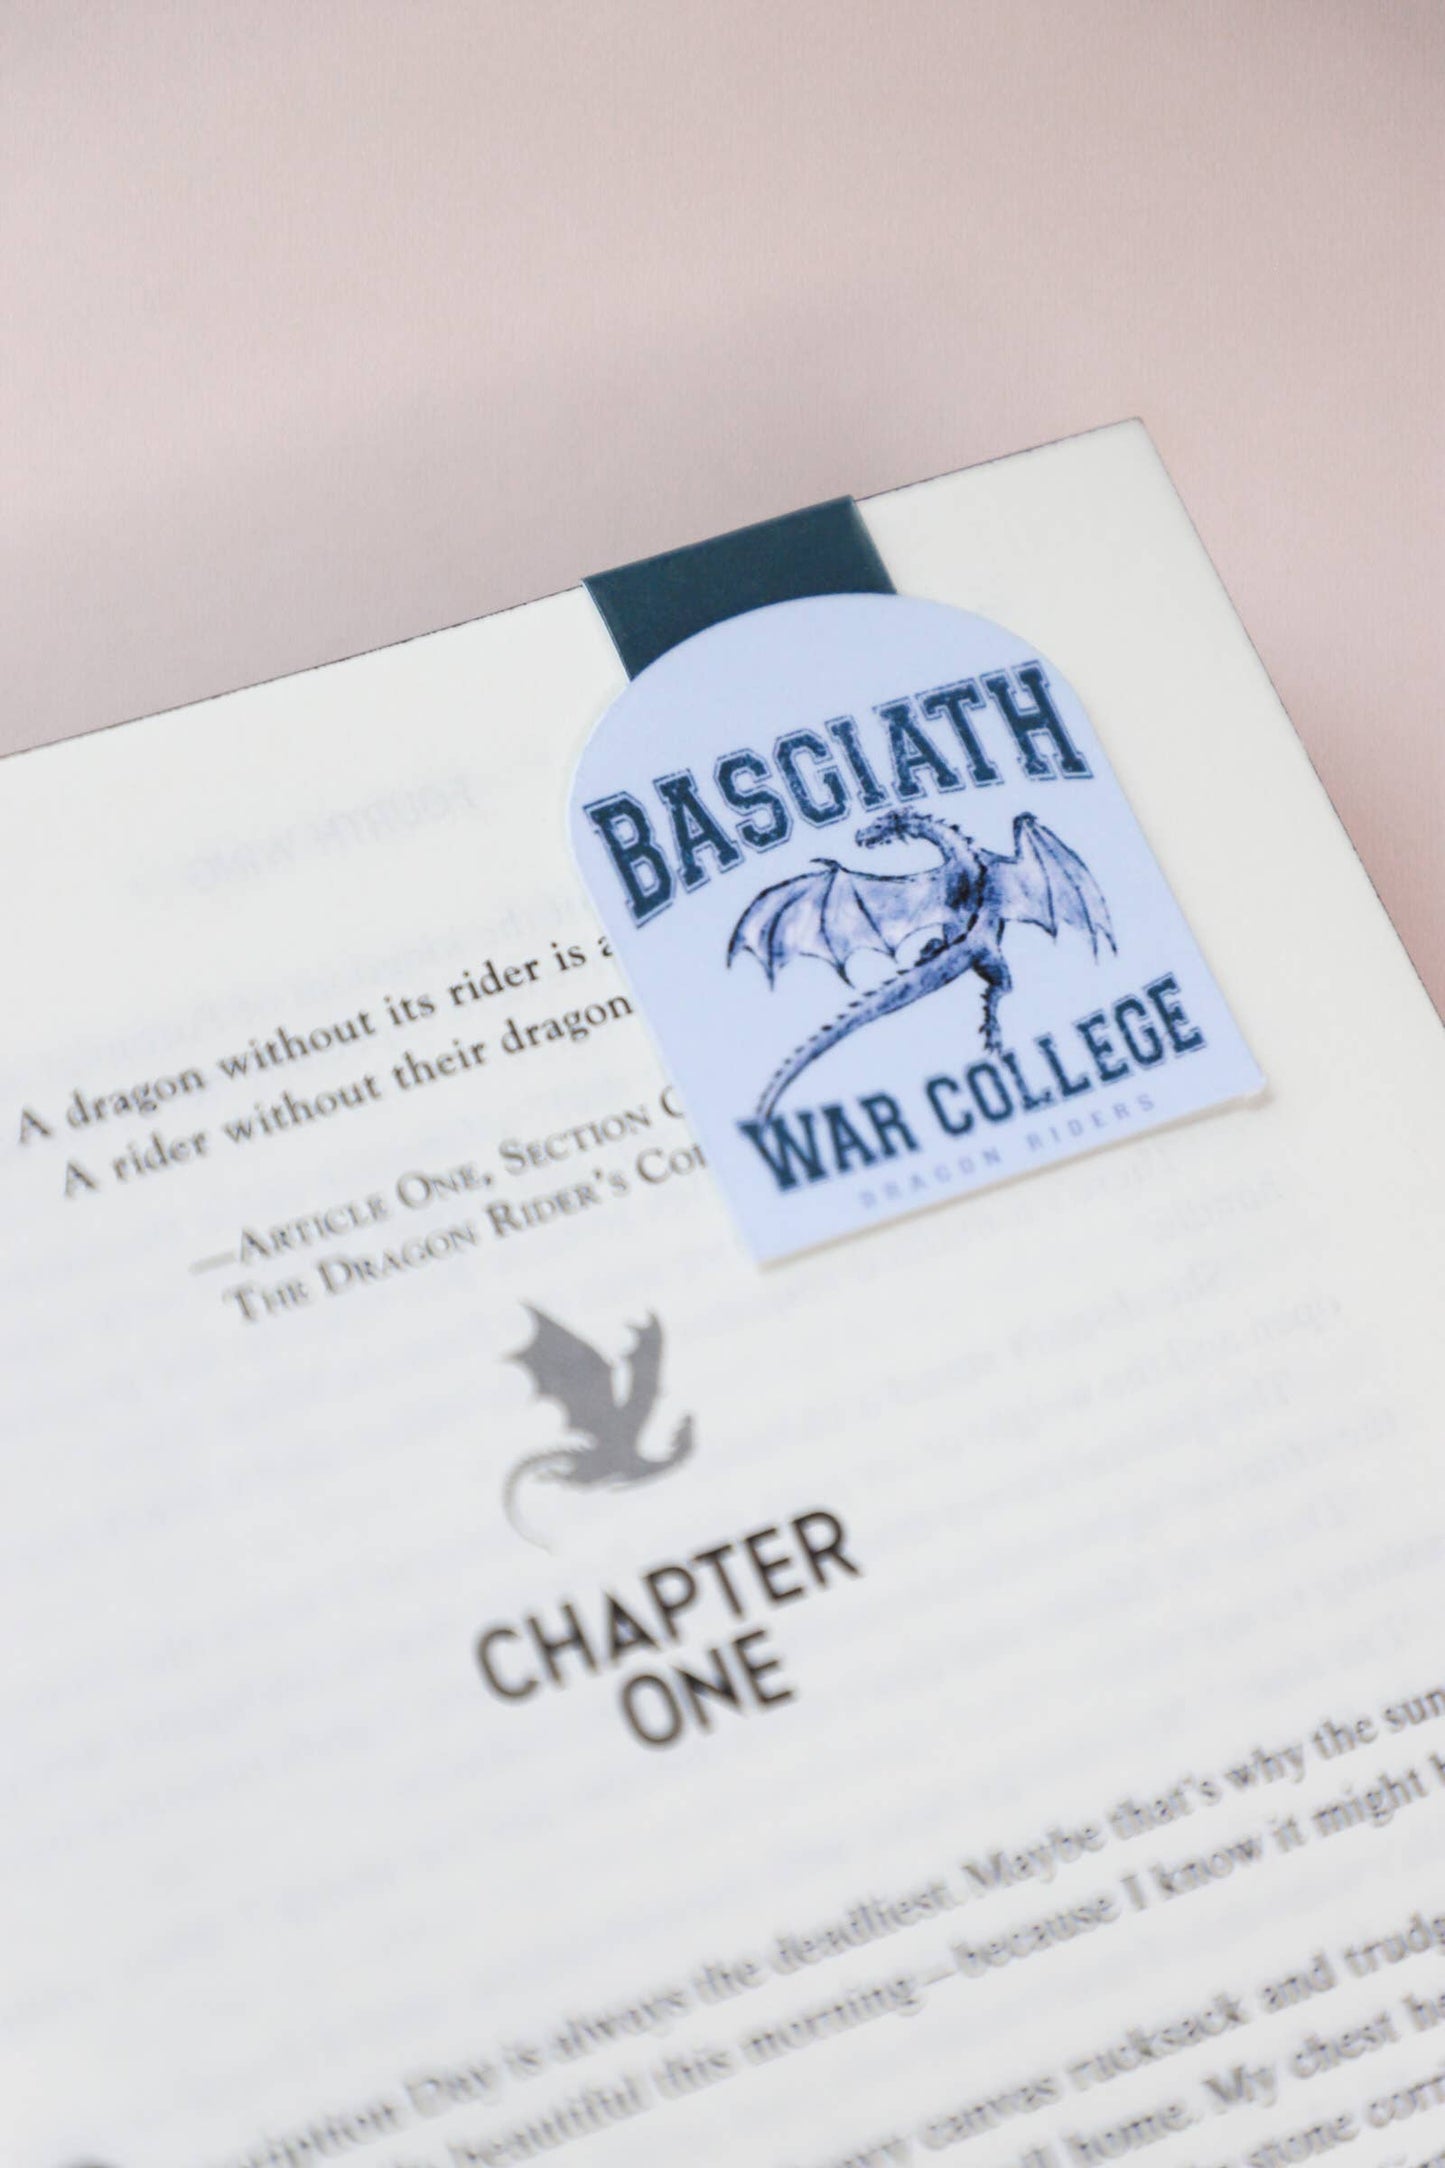 BASGIATH
WAR COLLEGE
DRAGON RIDERS
A dragon without its rider is a
A rider without their dragon
—ARTICLE ONE, SECTION
THE DRAGON RIDER'S
CHAPTER
ONE
Day is always the deadliest. Maybe that's why the sun
beautiful this morning—because I know it might
canvas rucksack and
home. My chest
stone